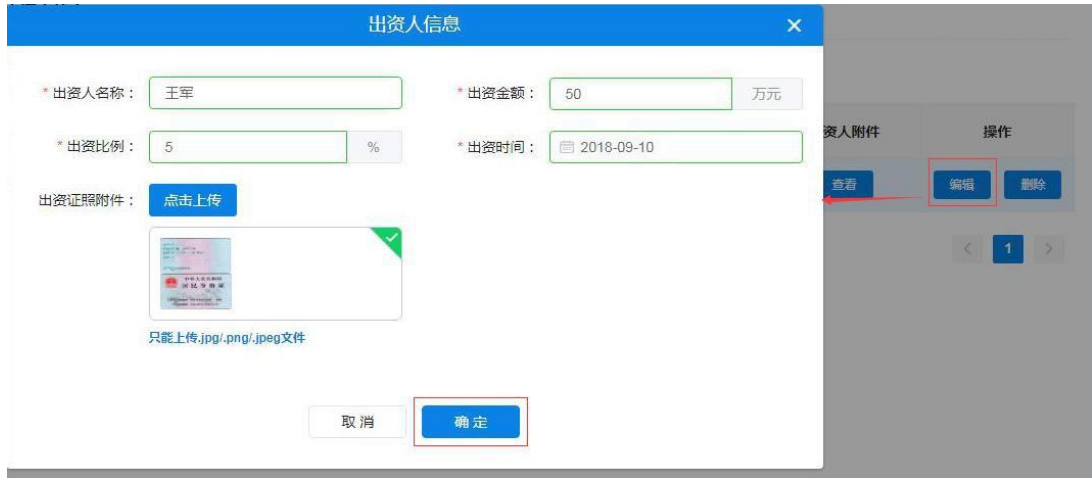 出资人信息
* 出资人名称： 王军 * 出资金额： 50 万元
* 出资比例： 5 % * 出资时间： 2018-09-10
出资证照附件： 点击上传
只能上传.jpg/.png/.jpeg文件
取消 确定
资人附件 操作
查看 编辑 删除
< 1 >